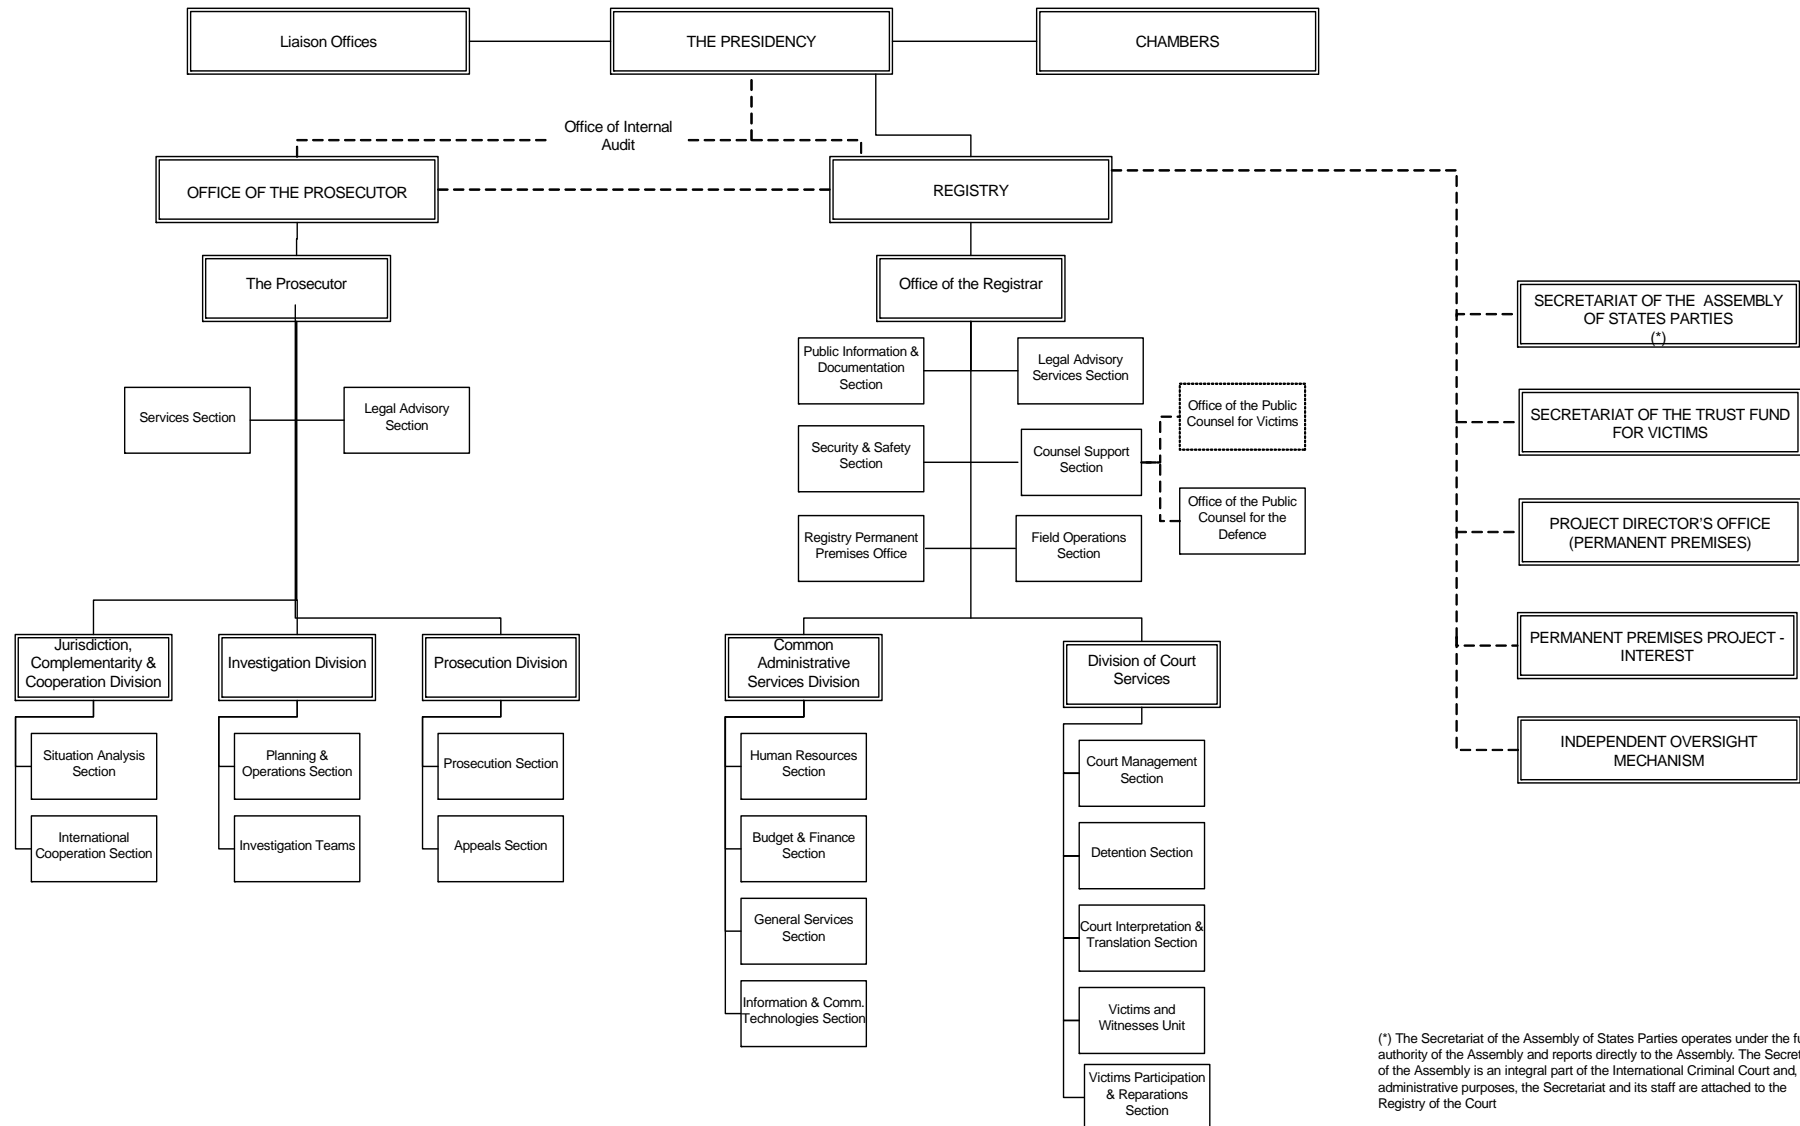 Liaison Offices
THE PRESIDENCY
CHAMBERS
Office of Internal
Audit
OFFICE OF THE PROSECUTOR
REGISTRY
The Prosecutor
Office of the Registrar
Services Section
Legal Advisory
Section
Public Information &
Documentation
Section
Legal Advisory
Services Section
Security & Safety
Section
Counsel Support
Section
Office of the Public
Counsel for Victims
Office of the Public
Counsel for the
Defence
Registry Permanent
Premises Office
Field Operations
Section
SECRETARIAT OF THE ASSEMBLY
OF STATES PARTIES
(*)
SECRETARIAT OF THE TRUST FUND
FOR VICTIMS
PROJECT DIRECTOR'S OFFICE
(PERMANENT PREMISES)
PERMANENT PREMISES PROJECT -
INTEREST
INDEPENDENT OVERSIGHT
MECHANISM
Jurisdiction,
Complementarity &
Cooperation Division
Investigation Division
Prosecution Division
Common
Administrative
Services Division
Division of Court
Services
Situation Analysis
Section
International
Cooperation Section
Planning &
Operations Section
Investigation Teams
Prosecution Section
Appeals Section
Human Resources
Section
Budget & Finance
Section
General Services
Section
Information & Comm.
Technologies Section
Court Management
Section
Detention Section
Court Interpretation &
Translation Section
Victims and
Witnesses Unit
Victims Participation
& Reparations
Section
(*) The Secretariat of the Assembly of States Parties operates under the
authority of the Assembly and reports directly to the Assembly. The
of the Assembly is an integral part of the International Criminal Court and,
administrative purposes, the Secretariat and its staff are attached to the
Registry of the Court